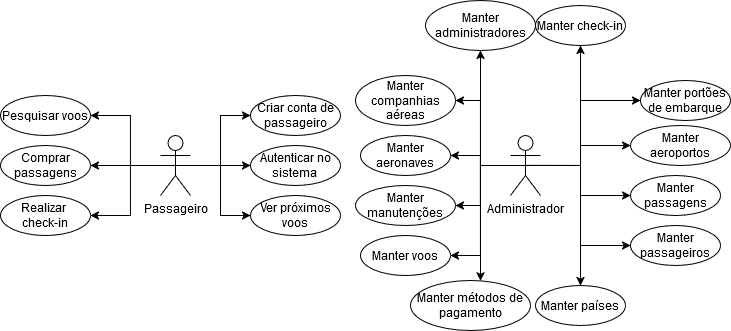 Pesquisar voos
Comprar
passagens
Realizar
check-in
Passageiro
Criar conta de
passageiro
Autenticar no
sistema
Ver próximos
voos
Manter
administradores
Manter
companhias
aéreas
Manter
aeronaves
Manter
manutenções
Manter voos
Manter métodos de
pagamento
Administrador
Manter check-in
Manter portões
de embarque
Manter
aeroportos
Manter
passagens
Manter
passageiros
Manter países